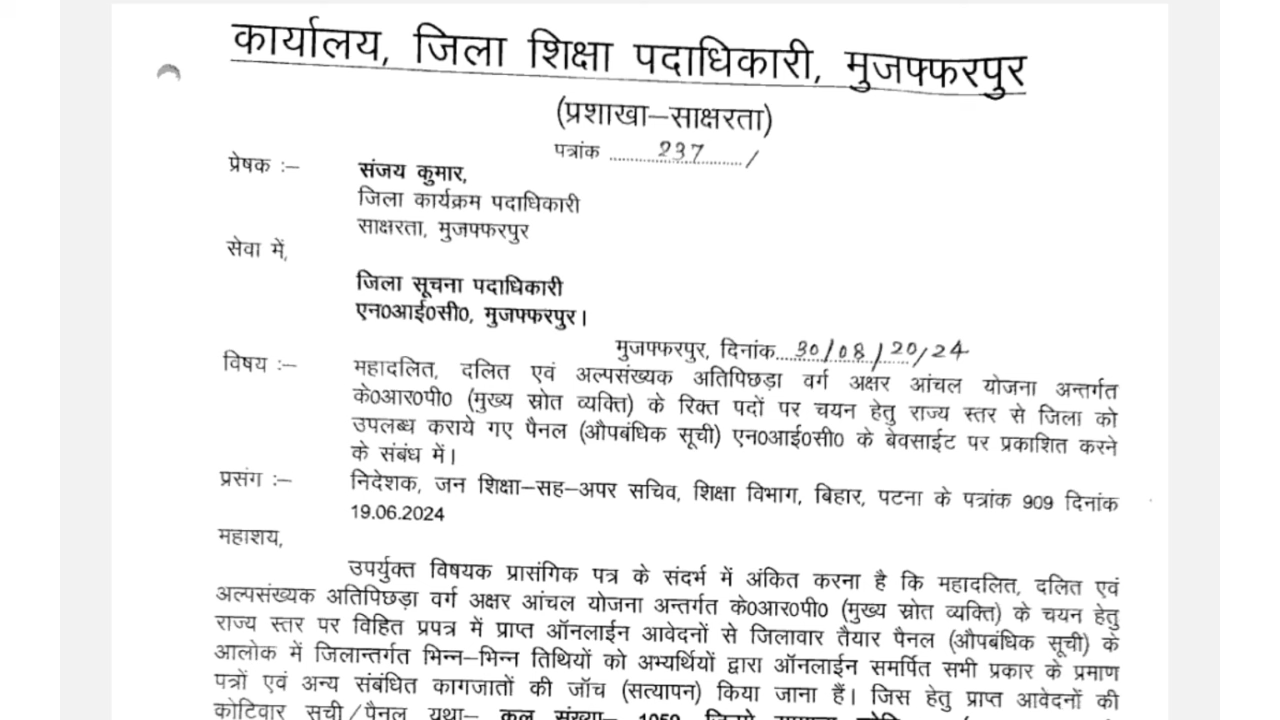 कार्यालय, जिला शिक्षा पदाधिकारी, मुजफ्फरपुर
(प्रशाखा–साक्षरता)
पत्रांक ....237..../
प्रेषक :–
संजय कुमार,
जिला कार्यक्रम पदाधिकारी
साक्षरता, मुजफ्फरपुर
सेवा में,
जिला सूचना पदाधिकारी
एन0आई0सी0, मुजफ्फरपुर।
मुजफ्फरपुर, दिनांक....30/08/2024
विषय :– महादलित, दलित एवं अल्पसंख्यक अतिपिछड़ा वर्ग अक्षर आंचल योजना अन्तर्गत
के0आर0पी0 (मुख्य स्रोत व्यक्ति) के रिक्त पदों पर चयन हेतु राज्य स्तर से जिला को
उपलब्ध कराये गए पैनल (औपबंधिक सूची) एन0आई0सी0 के बेवसाईट पर प्रकाशित करने
के संबंध में।
प्रसंग :– निदेशक, जन शिक्षा–सह–अपर सचिव, शिक्षा विभाग, बिहार, पटना के पत्रांक 909 दिनांक
19.06.2024
महाशय,
उपर्युक्त विषयक प्रासंगिक पत्र के संदर्भ में अंकित करना है कि महादलित, दलित एवं
अल्पसंख्यक अतिपिछड़ा वर्ग अक्षर आंचल योजना अन्तर्गत के0आर0पी0 (मुख्य स्रोत व्यक्ति) के चयन हेतु
राज्य स्तर पर विहित प्रपत्र में प्राप्त ऑनलाईन आवेदनों से जिलावार तैयार पैनल (औपबंधिक सूची) के
आलोक में जिलान्तर्गत भिन्न–भिन्न तिथियों को अभ्यर्थियों द्वारा ऑनलाईन समर्पित सभी प्रकार के प्रमाण
पत्रों एवं अन्य संबंधित कागजातों की जॉच (सत्यापन) किया जाना हैं। जिस हेतु प्राप्त आवेदनों की
कोटिवार सूची/पैनल यथा– कुल संख्या– 1059